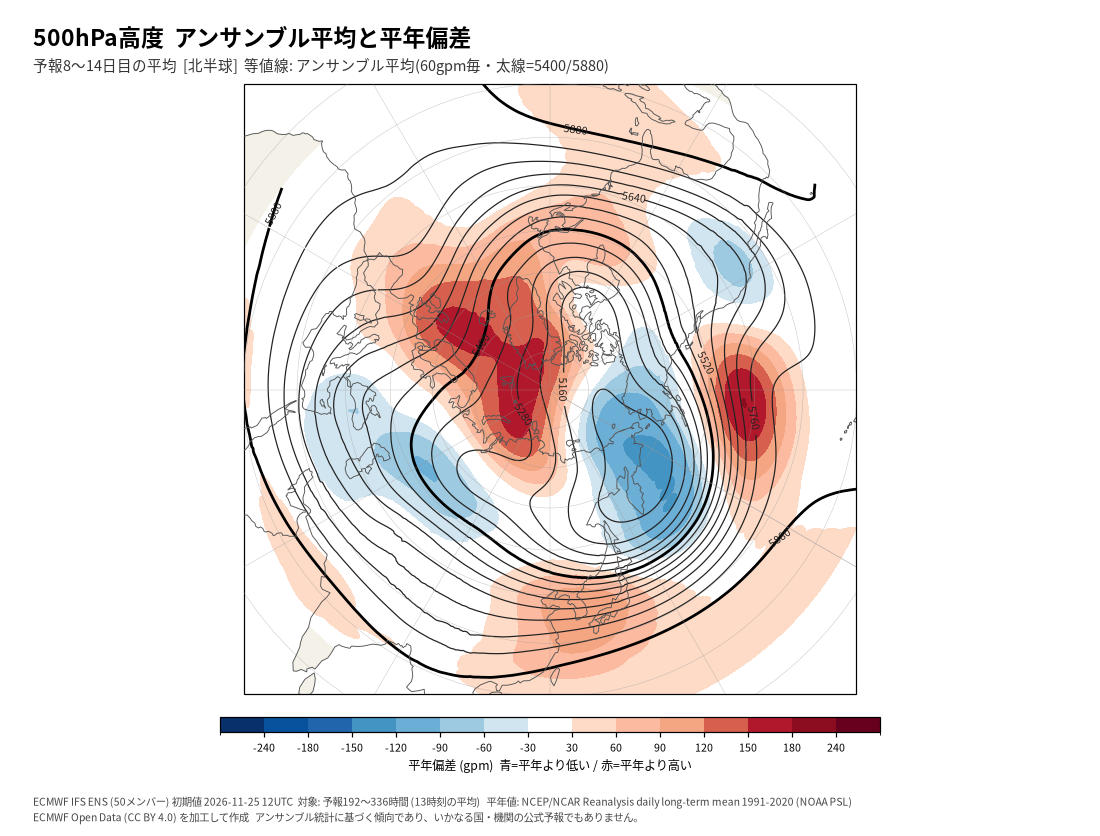 500hPa高度 アンサンブル平均と平年偏差
予報8～14日目の平均 [北半球] 等値線: アンサンブル平均(60gpm毎・太線=5400/5880)
5880
5640
5880
5520
5160
5280
5760
5880
-240 -180 -150 -120 -90 -60 -30 30 60 90 120 150 180 240
平年偏差 (gpm) 青=平年より低い / 赤=平年より高い
ECMWF IFS ENS (50メンバー) 初期値 2026-11-25 12UTC 対象: 予報192～336時間 (13時刻の平均) 平年値: NCEP/NCAR Reanalysis daily long-term mean 1991-2020 (NOAA PSL)
ECMWF Open Data (CC BY 4.0) を加工して作成 アンサンブル統計に基づく傾向であり、いかなる国・機関の公式予報でもありません。